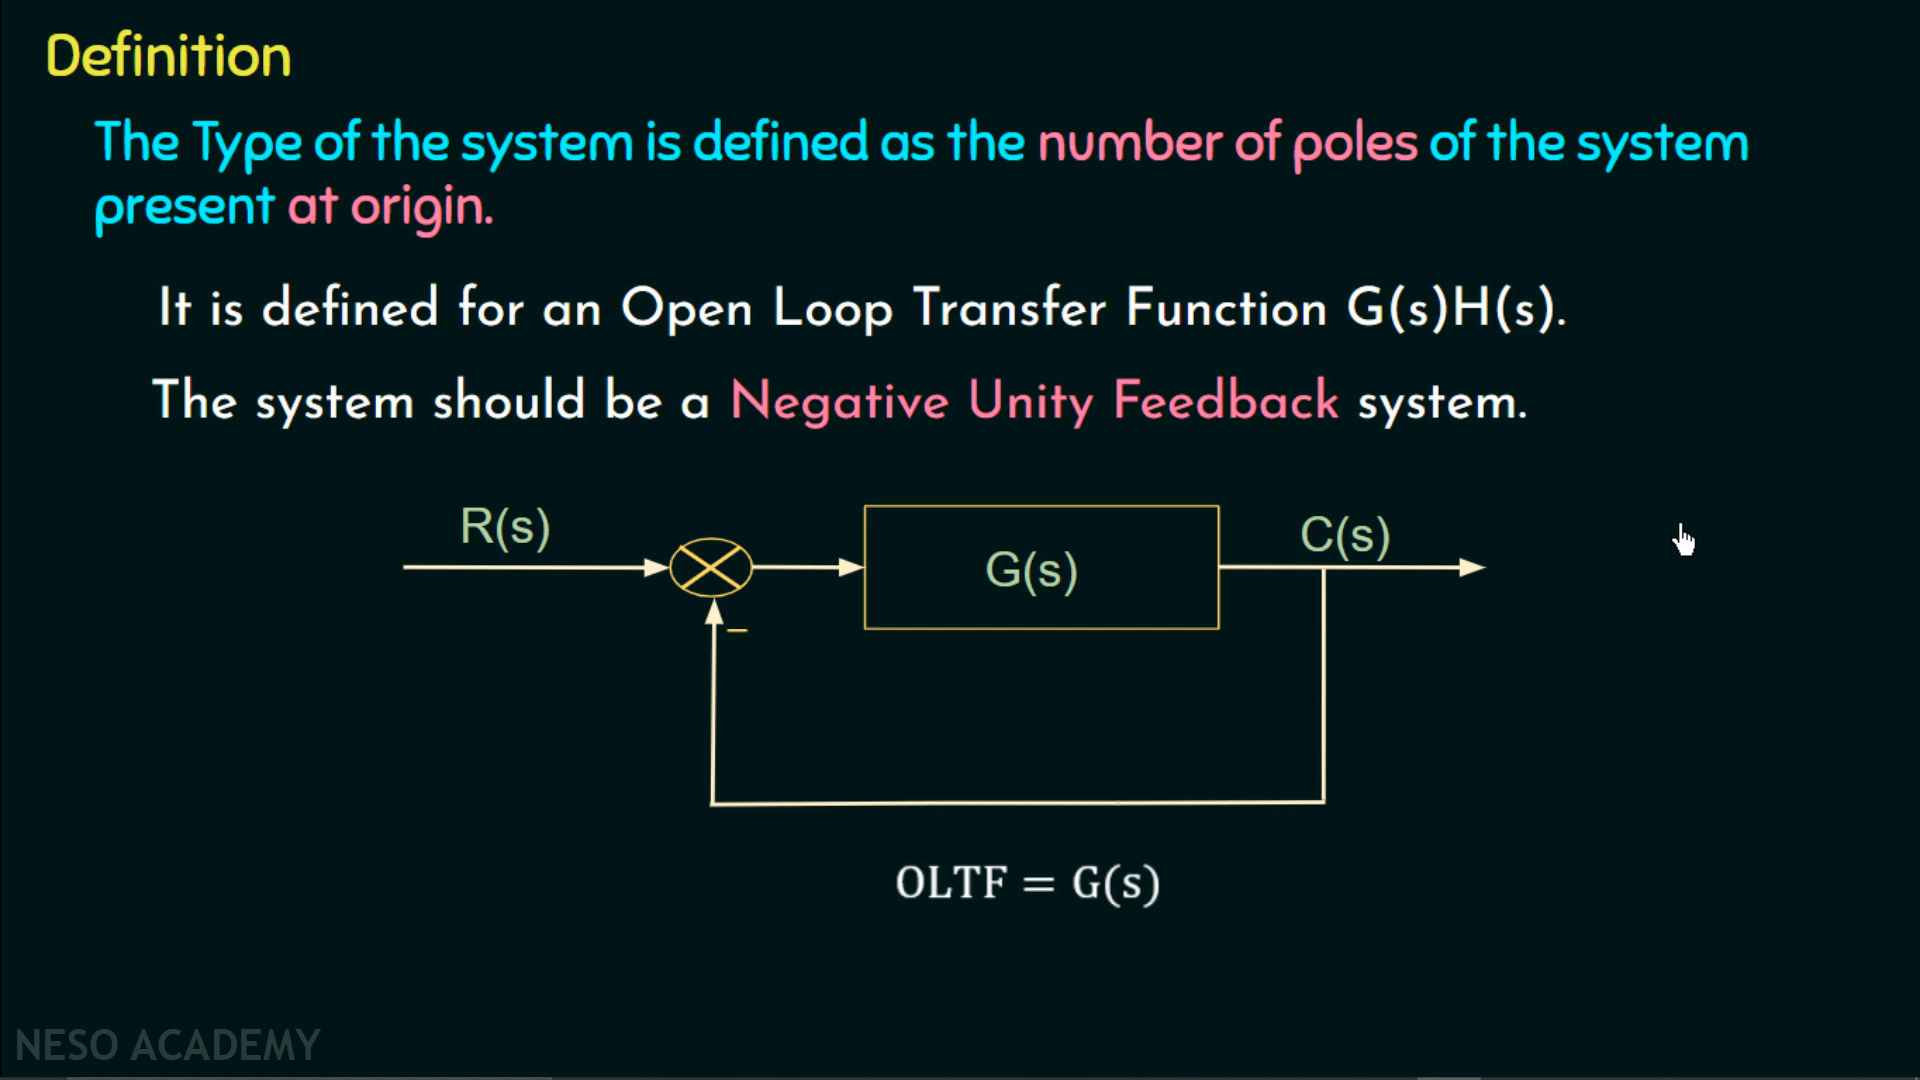 Definition
The Type of the system is defined as the number of poles of the system
present at origin.
It is defined for an Open Loop Transfer Function G(s)H(s).
The system should be a Negative Unity Feedback system.
R(s)
G(s)
C(s)
–
OLTF = G(s)
NESO ACADEMY